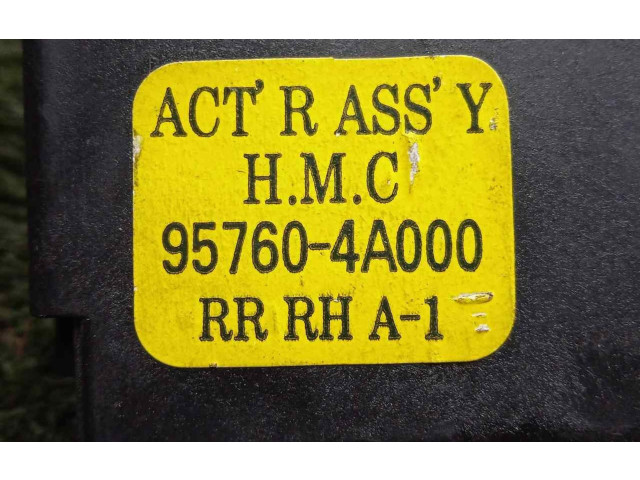 ACT' R ASS' Y
H.M.C
95760-4A000
RR RH A-1